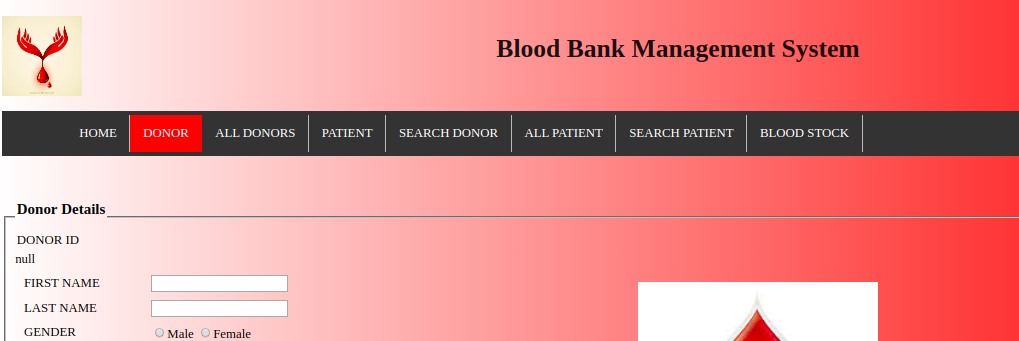 Blood Bank Management System
HOME DONOR ALL DONORS PATIENT SEARCH DONOR ALL PATIENT SEARCH PATIENT BLOOD STOCK
Donor Details
DONOR ID
null
FIRST NAME
LAST NAME
GENDER Male Female